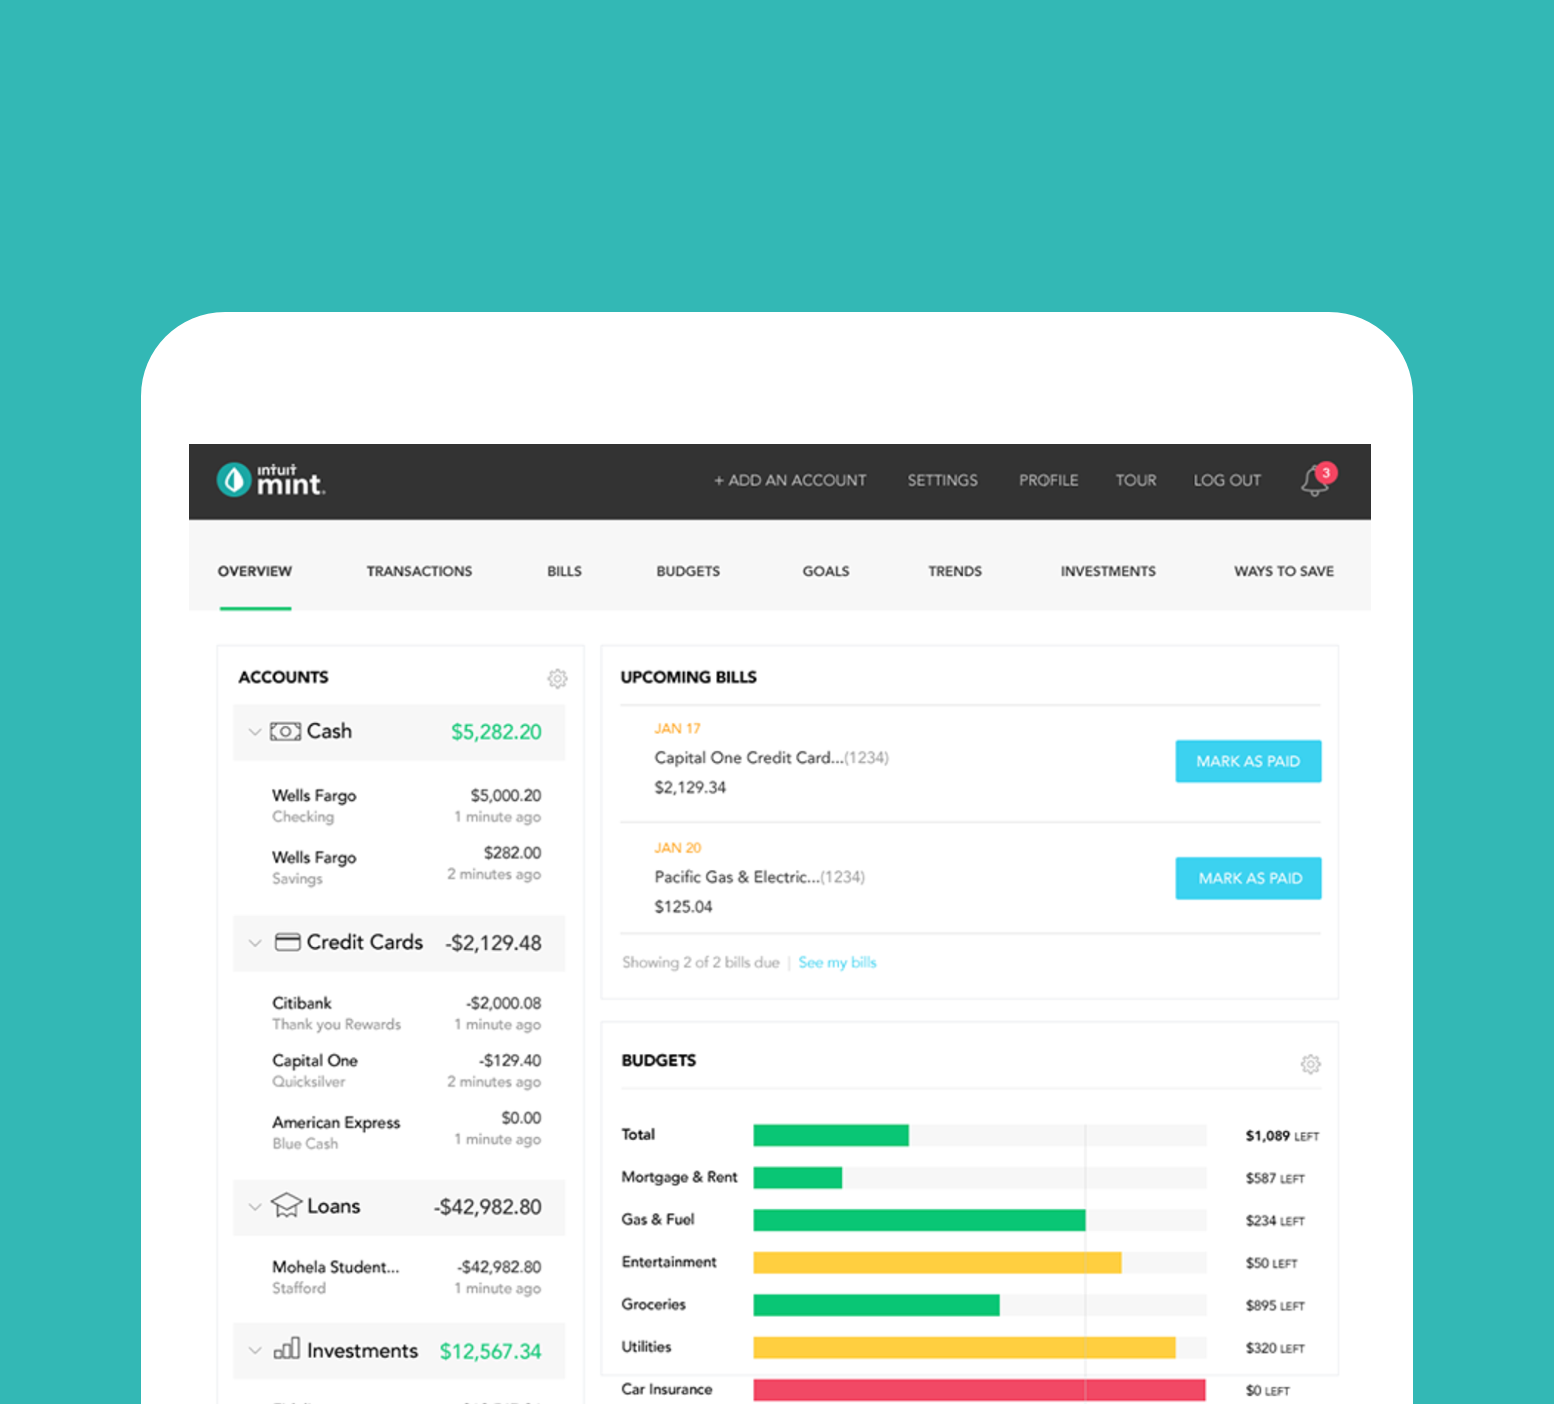 intuit
mint.
+ ADD AN ACCOUNT SETTINGS PROFILE TOUR LOG OUT 3
OVERVIEW TRANSACTIONS BILLS BUDGETS GOALS TRENDS INVESTMENTS WAYS TO SAVE
ACCOUNTS
Cash $5,282.20
Wells Fargo $5,000.20
Checking 1 minute ago
Wells Fargo $282.00
Savings 2 minutes ago
Credit Cards -$2,129.48
Citibank -$2,000.08
Thank you Rewards 1 minute ago
Capital One -$129.40
Quicksilver 2 minutes ago
American Express $0.00
Blue Cash 1 minute ago
Loans -$42,982.80
Mohela Student... -$42,982.80
Stafford 1 minute ago
Investments $12,567.34
UPCOMING BILLS
JAN 17
Capital One Credit Card...(1234)
$2,129.34
MARK AS PAID
JAN 20
Pacific Gas & Electric...(1234)
$125.04
MARK AS PAID
Showing 2 of 2 bills due | See my bills
BUDGETS
Total $1,089 LEFT
Mortgage & Rent $587 LEFT
Gas & Fuel $234 LEFT
Entertainment $50 LEFT
Groceries $895 LEFT
Utilities $320 LEFT
Car Insurance $0 LEFT